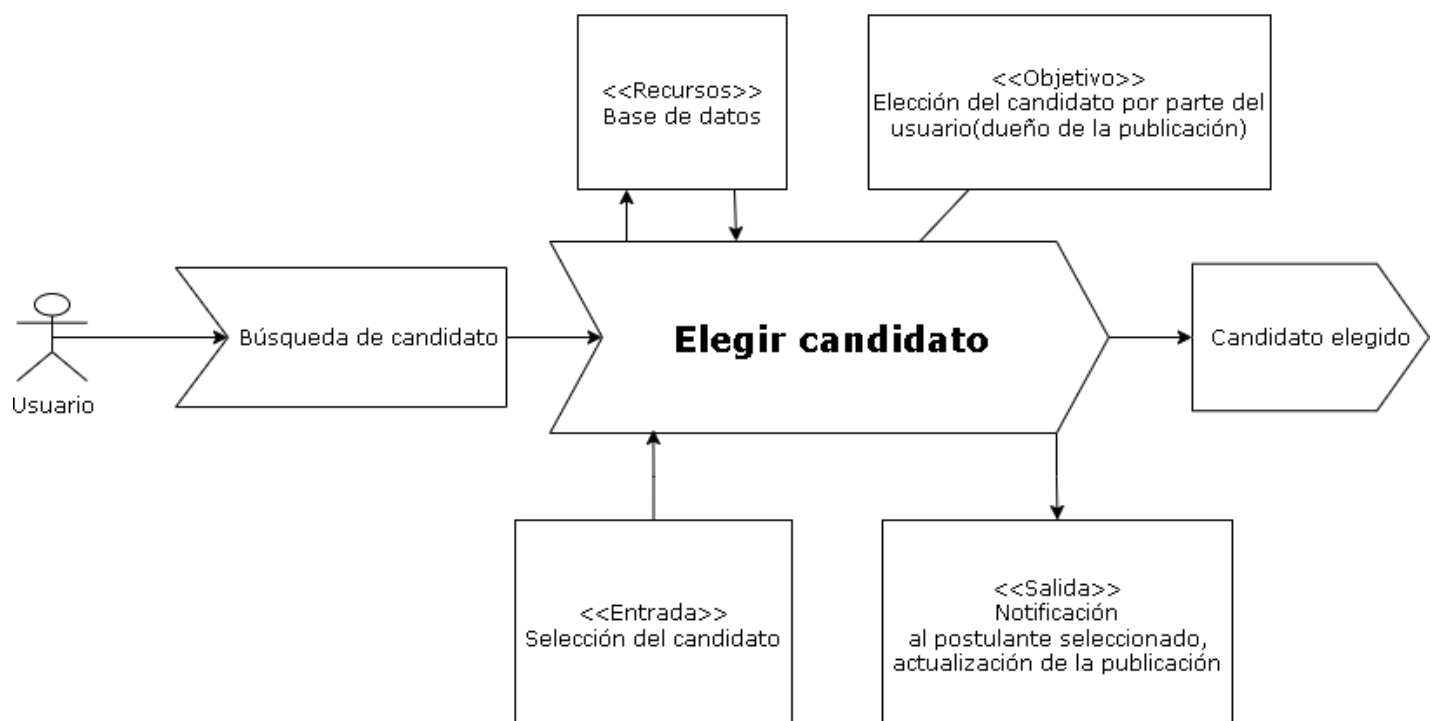 <<Recursos>>
Base de datos
<<Objetivo>>
Elección del candidato por parte del
usuario(dueño de la publicación)
Usuario
Búsqueda de candidato
Elegir candidato
Candidato elegido
<<Entrada>>
Selección del candidato
<<Salida>>
Notificación
al postulante seleccionado,
actualización de la publicación